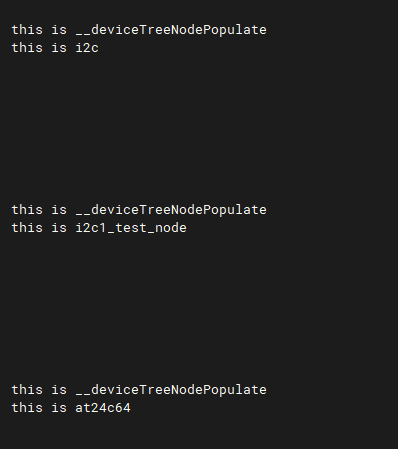 this is __deviceTreeNodePopulate
this is i2c
this is __deviceTreeNodePopulate
this is i2c1_test_node
this is __deviceTreeNodePopulate
this is at24c64